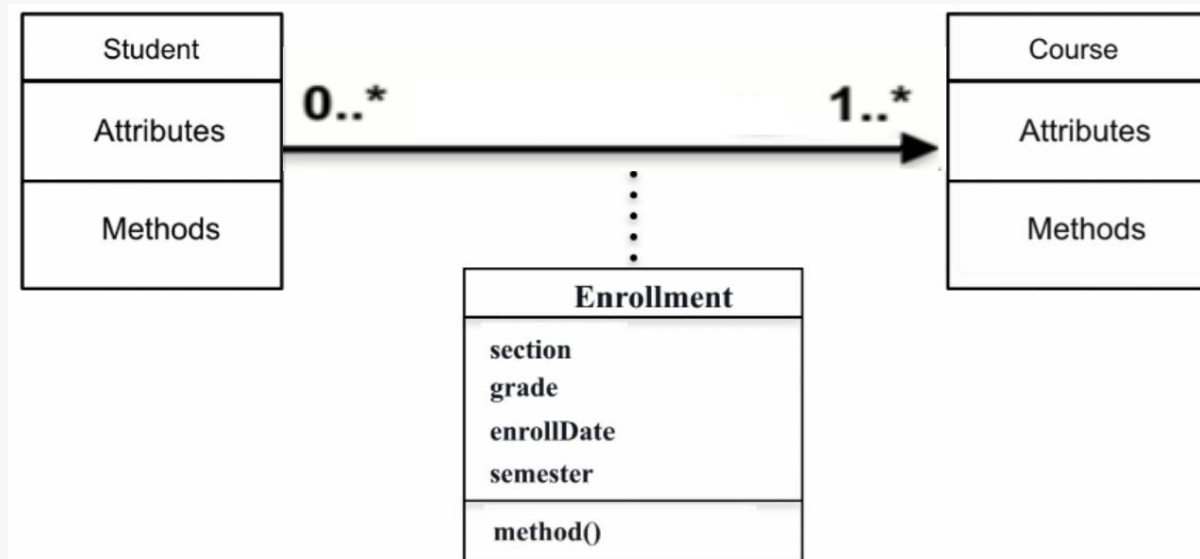 Student
Attributes
Methods
0..*
1..*
Course
Attributes
Methods
Enrollment
section
grade
enrollDate
semester
method()